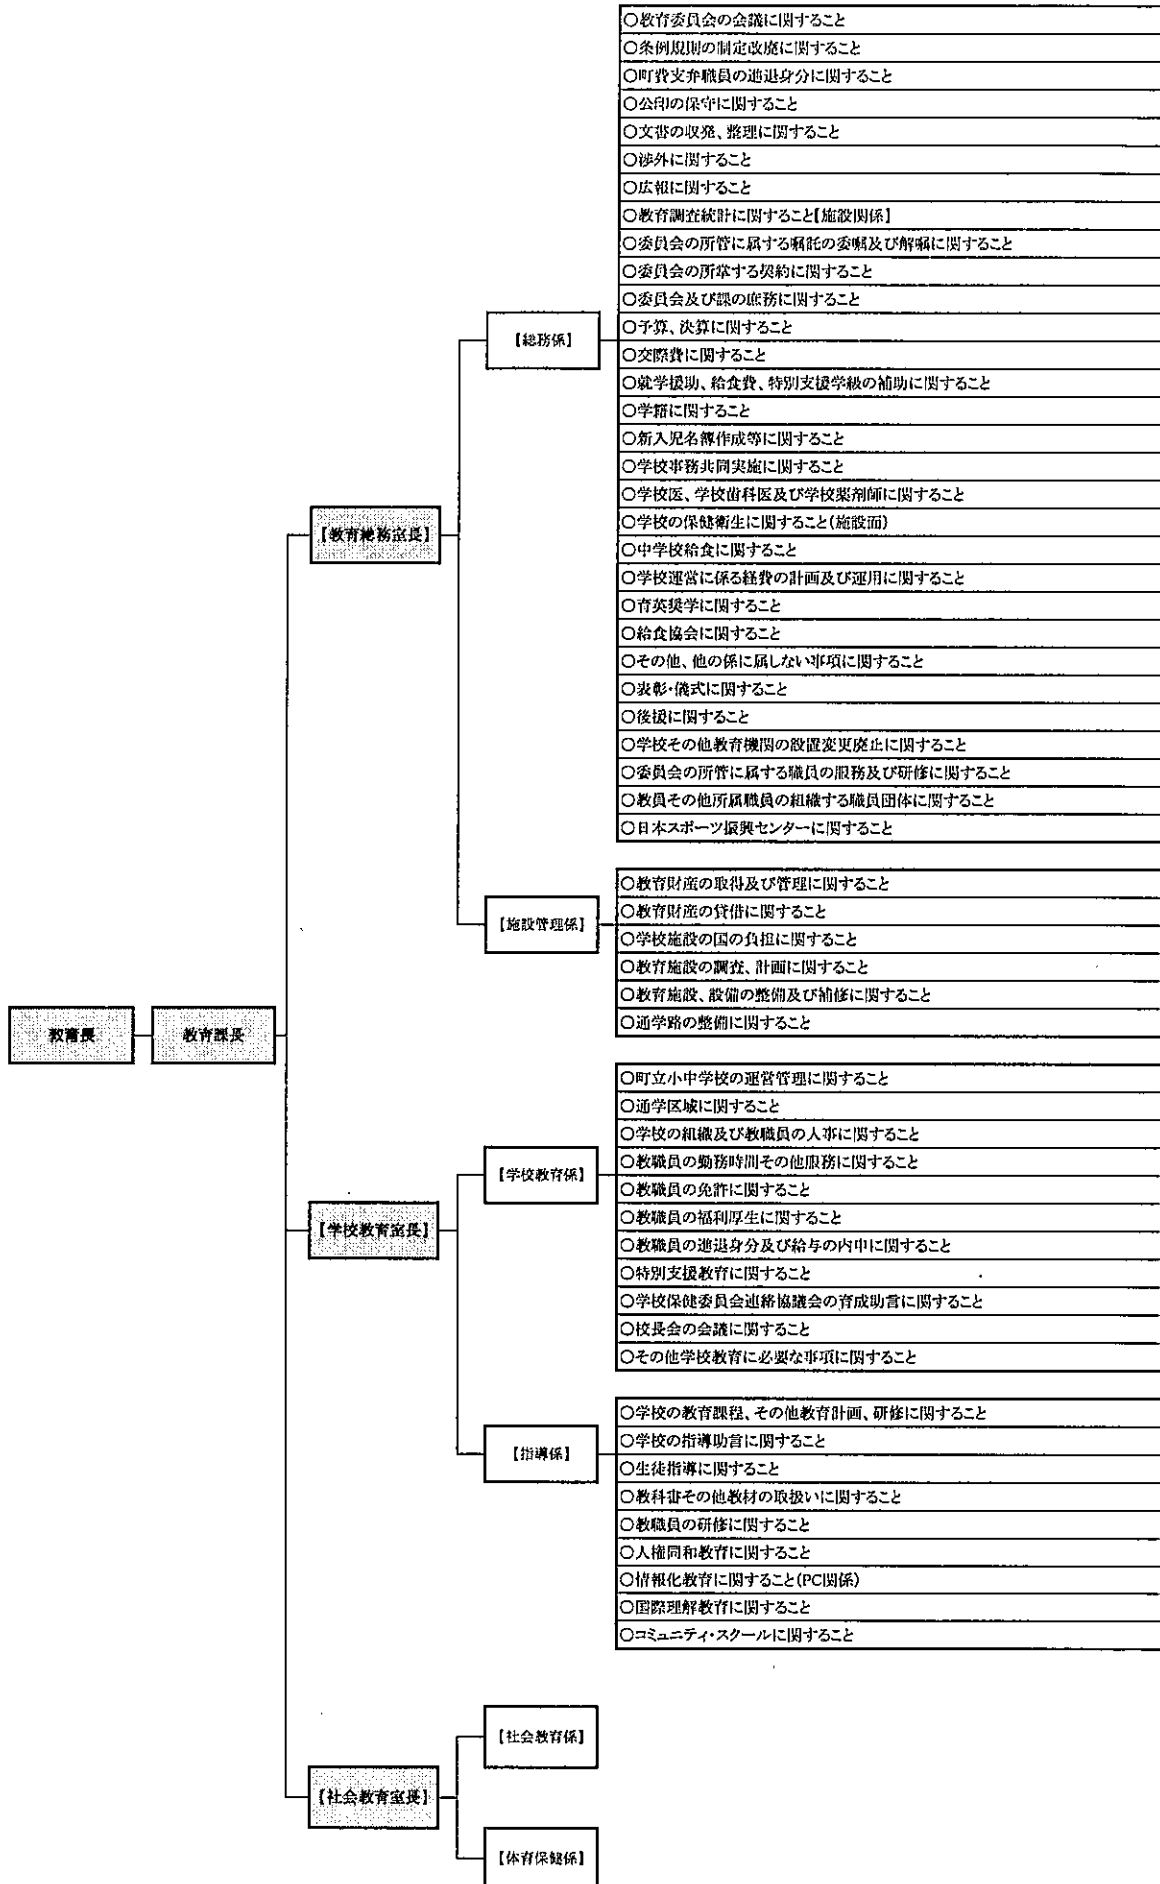 教育長
教育課長
【教育総務室長】
【総務係】
○教育委員会の会議に関すること
○条例規則の制定改廃に関すること
○町費支弁職員の進退身分に関すること
○公印の保守に関すること
○文書の収発、整理に関すること
○渉外に関すること
○広報に関すること
○教育調査統計に関すること【施設関係】
○委員会の所管に属する嘱託の委嘱及び解嘱に関すること
○委員会の所掌する契約に関すること
○委員会及び課の庶務に関すること
○予算、決算に関すること
○交際費に関すること
○就学援助、給食費、特別支援学級の補助に関すること
○学籍に関すること
○新入児名簿作成等に関すること
○学校事務共同実施に関すること
○学校医、学校歯科医及び学校薬剤師に関すること
○学校の保健衛生に関すること(施設面)
○中学校給食に関すること
○学校運営に係る経費の計画及び運用に関すること
○育英奨学に関すること
○給食協会に関すること
○その他、他の係に属しない事項に関すること
○表彰・儀式に関すること
○後援に関すること
○学校その他教育機関の設置変更廃止に関すること
○委員会の所管に属する職員の服務及び研修に関すること
○教員その他所属職員の組織する職員団体に関すること
○日本スポーツ振興センターに関すること
【施設管理係】
○教育財産の取得及び管理に関すること
○教育財産の貸借に関すること
○学校施設の国の負担に関すること
○教育施設の調査、計画に関すること
○教育施設、設備の整備及び補修に関すること
○通学路の整備に関すること
【学校教育室長】
【学校教育係】
○町立小中学校の運営管理に関すること
○通学区域に関すること
○学校の組織及び教職員の人事に関すること
○教職員の勤務時間その他服務に関すること
○教職員の免許に関すること
○教職員の福利厚生に関すること
○教職員の進退身分及び給与の内申に関すること
○特別支援教育に関すること
○学校保健委員会連絡協議会の育成助言に関すること
○校長会の会議に関すること
○その他学校教育に必要な事項に関すること
【指導係】
○学校の教育課程、その他教育計画、研修に関すること
○学校の指導助言に関すること
○生徒指導に関すること
○教科書その他教材の取扱いに関すること
○教職員の研修に関すること
○人権同和教育に関すること
○情報化教育に関すること(PC関係)
○国際理解教育に関すること
○コミュニティ・スクールに関すること
【社会教育室長】
【社会教育係】
【体育保健係】